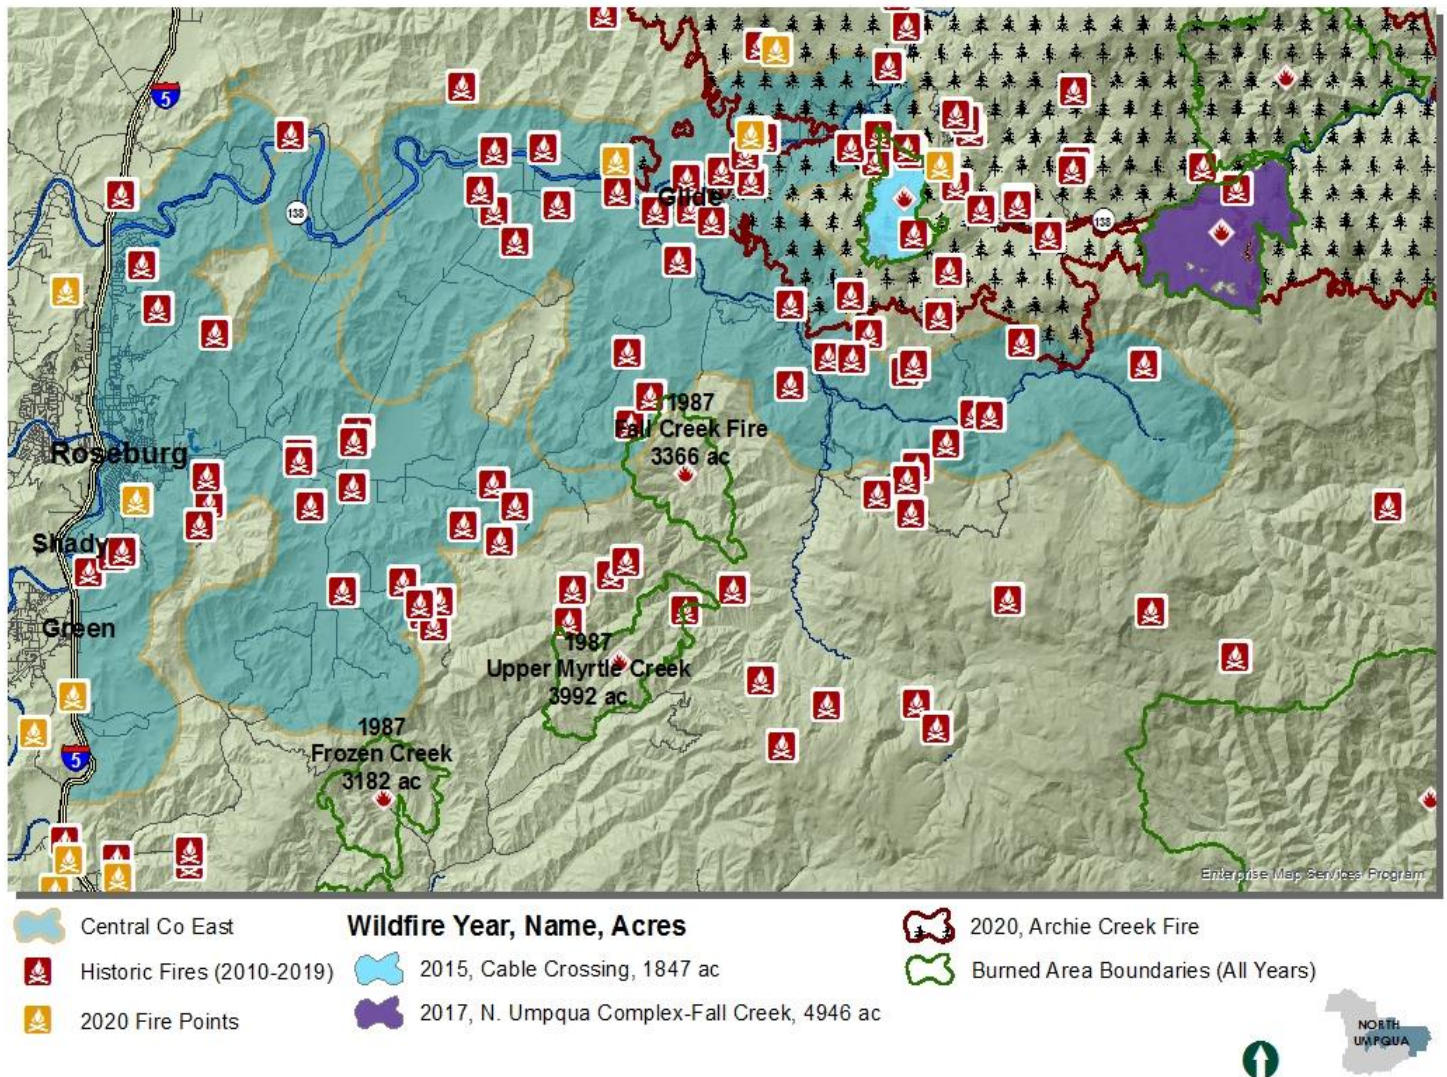 5
138
Glide
138
1987
Fall Creek Fire
3366 ac
Roseburg
Shady
Green
1987
Upper Myrtle Creek
3992 ac
1987
Frozen Creek
3182 ac
5
Enterprise Map Services Program
Central Co East
Historic Fires (2010-2019)
2020 Fire Points
Wildfire Year, Name, Acres
2015, Cable Crossing, 1847 ac
2017, N. Umpqua Complex-Fall Creek, 4946 ac
2020, Archie Creek Fire
Burned Area Boundaries (All Years)
NORTH
UMPQUA